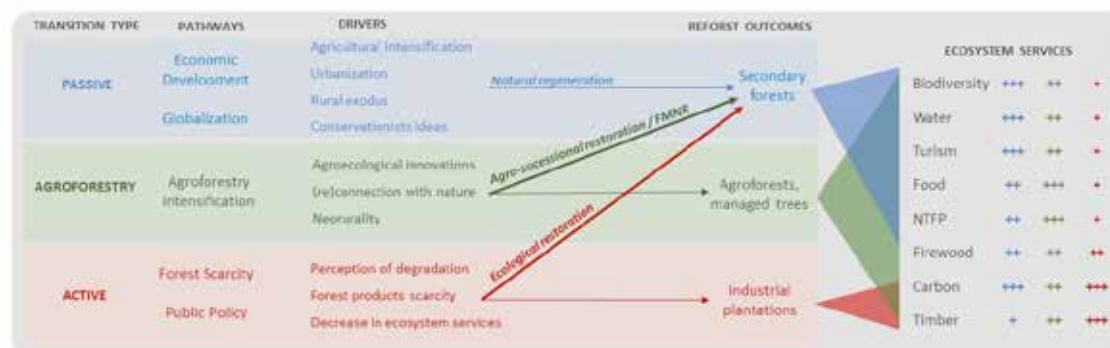 TRANSITION TYPE PATHWAYS DRIVERS REFORST OUTCOMES
ECOSYSTEM SERVICES
PASSIVE
Economic
Development
Globalization
Agricultural Intensification
Urbanization
Rural exodus
Conservationists Ideas
Natural regeneration
Secondary
forests
AGROFORESTRY
Agroforestry
Intensification
Agroecological innovations
(re)connection with nature
Neorurality
Agro-sucessional restoration / FMNR
Agroforests,
managed trees
ACTIVE
Forest Scarcity
Public Policy
Perception of degradation
Forest products scarcity
Decrease in ecosystem services
Ecological restoration
Industrial
plantations
Biodiversity +++ ++ +
Water +++ ++ +
Turism +++ ++ +
Food ++ +++ +
NTFP ++ +++ +
Firewood ++ ++ ++
Carbon +++ ++ +++
Timber + ++ +++